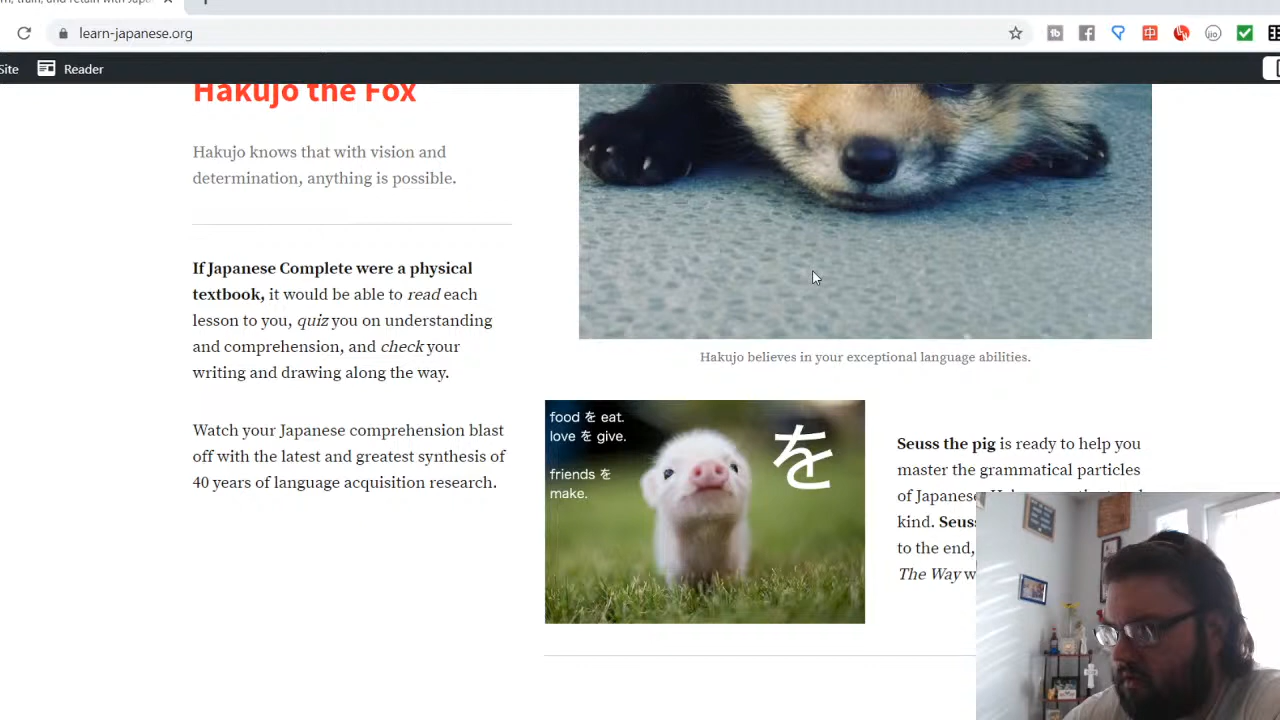 learn-japanese.org
Site
Reader
Hakujo the Fox
Hakujo knows that with vision and
determination, anything is possible.
If Japanese Complete were a physical
textbook, it would be able to read each
lesson to you, quiz you on understanding
and comprehension, and check your
writing and drawing along the way.
Watch your Japanese comprehension blast
off with the latest and greatest synthesis of
40 years of language acquisition research.
Hakujo believes in your exceptional language abilities.
food を eat.
love を give.
friends を
make.
を
Seuss the pig is ready to help you
master the grammatical particles
of Japanese.
kind. Seuss
to the end,
The Way